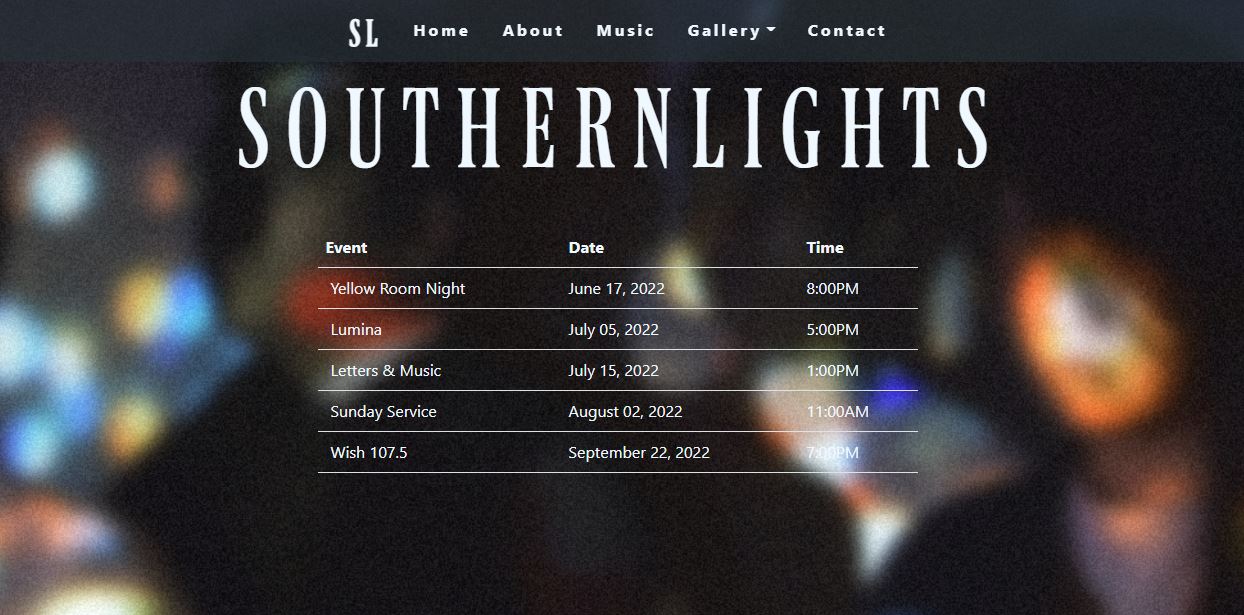 SL Home About Music Gallery Contact
SOUTHERNLIGHTS
Event Date Time
Yellow Room Night June 17, 2022 8:00PM
Lumina July 05, 2022 5:00PM
Letters & Music July 15, 2022 1:00PM
Sunday Service August 02, 2022 11:00AM
Wish 107.5 September 22, 2022 7:00PM